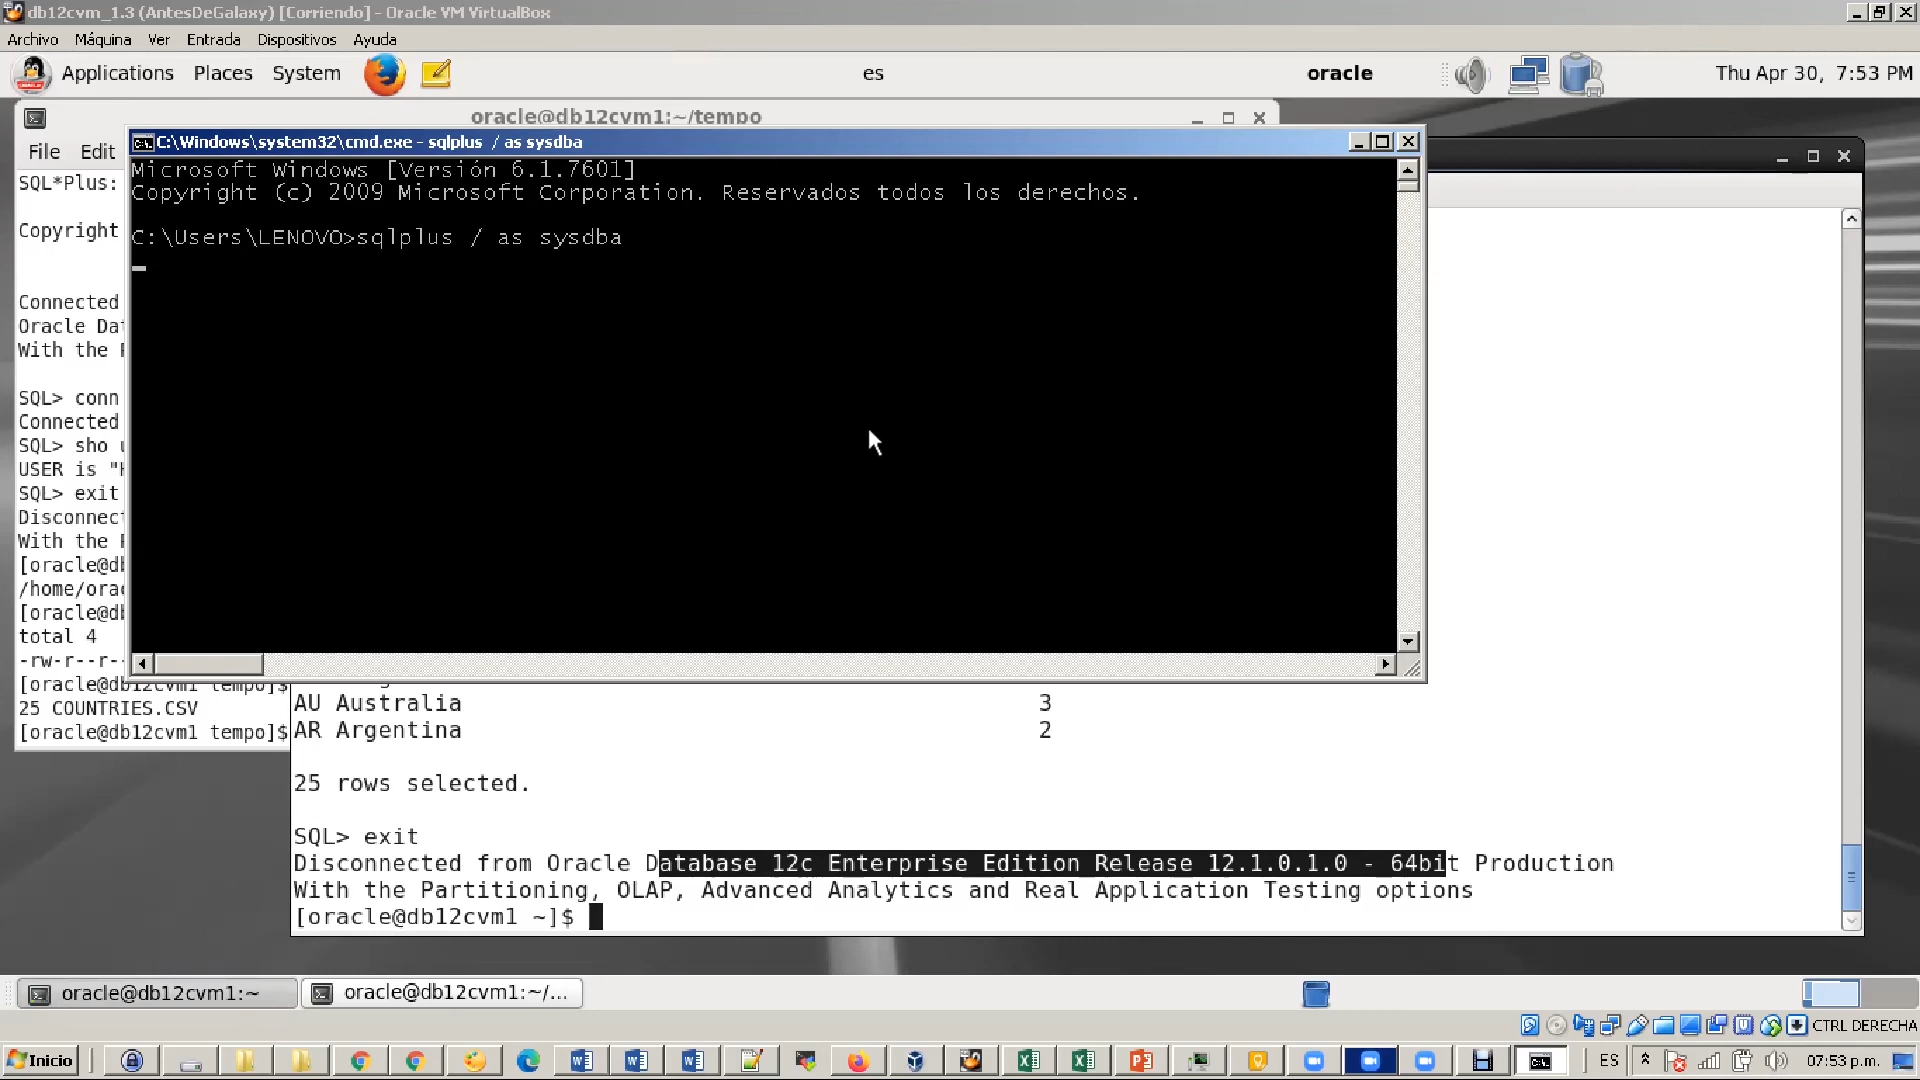 db12cvm_1.3 (AntesDeGalaxy) [Corriendo] - Oracle VM VirtualBox
Archivo Máquina Ver Entrada Dispositivos Ayuda
Applications Places System es oracle Thu Apr 30, 7:53 PM
oracle@db12cvm1:~/tempo
File Edit
C:\Windows\system32\cmd.exe - sqlplus / as sysdba
Microsoft Windows [Versión 6.1.7601]
Copyright (c) 2009 Microsoft Corporation. Reservados todos los derechos.
C:\Users\LENOVO>sqlplus / as sysdba
SQL*Plus:
Copyright
Connected
Oracle Dat
With the P
SQL> conn
Connected
SQL> sho u
USER is "H
SQL> exit
Disconnect
With the P
[oracle@db
/home/orac
[oracle@db
total 4
-rw-r--r--
[oracle@db12cvm1 tempo]$
25 COUNTRIES.CSV
[oracle@db12cvm1 tempo]$
AU Australia 3
AR Argentina 2
25 rows selected.
SQL> exit
Disconnected from Oracle Database 12c Enterprise Edition Release 12.1.0.1.0 - 64bit Production
With the Partitioning, OLAP, Advanced Analytics and Real Application Testing options
[oracle@db12cvm1 ~]$
oracle@db12cvm1:~ oracle@db12cvm1:~/...
CTRL DERECHA
Inicio ES 07:53 p.m.